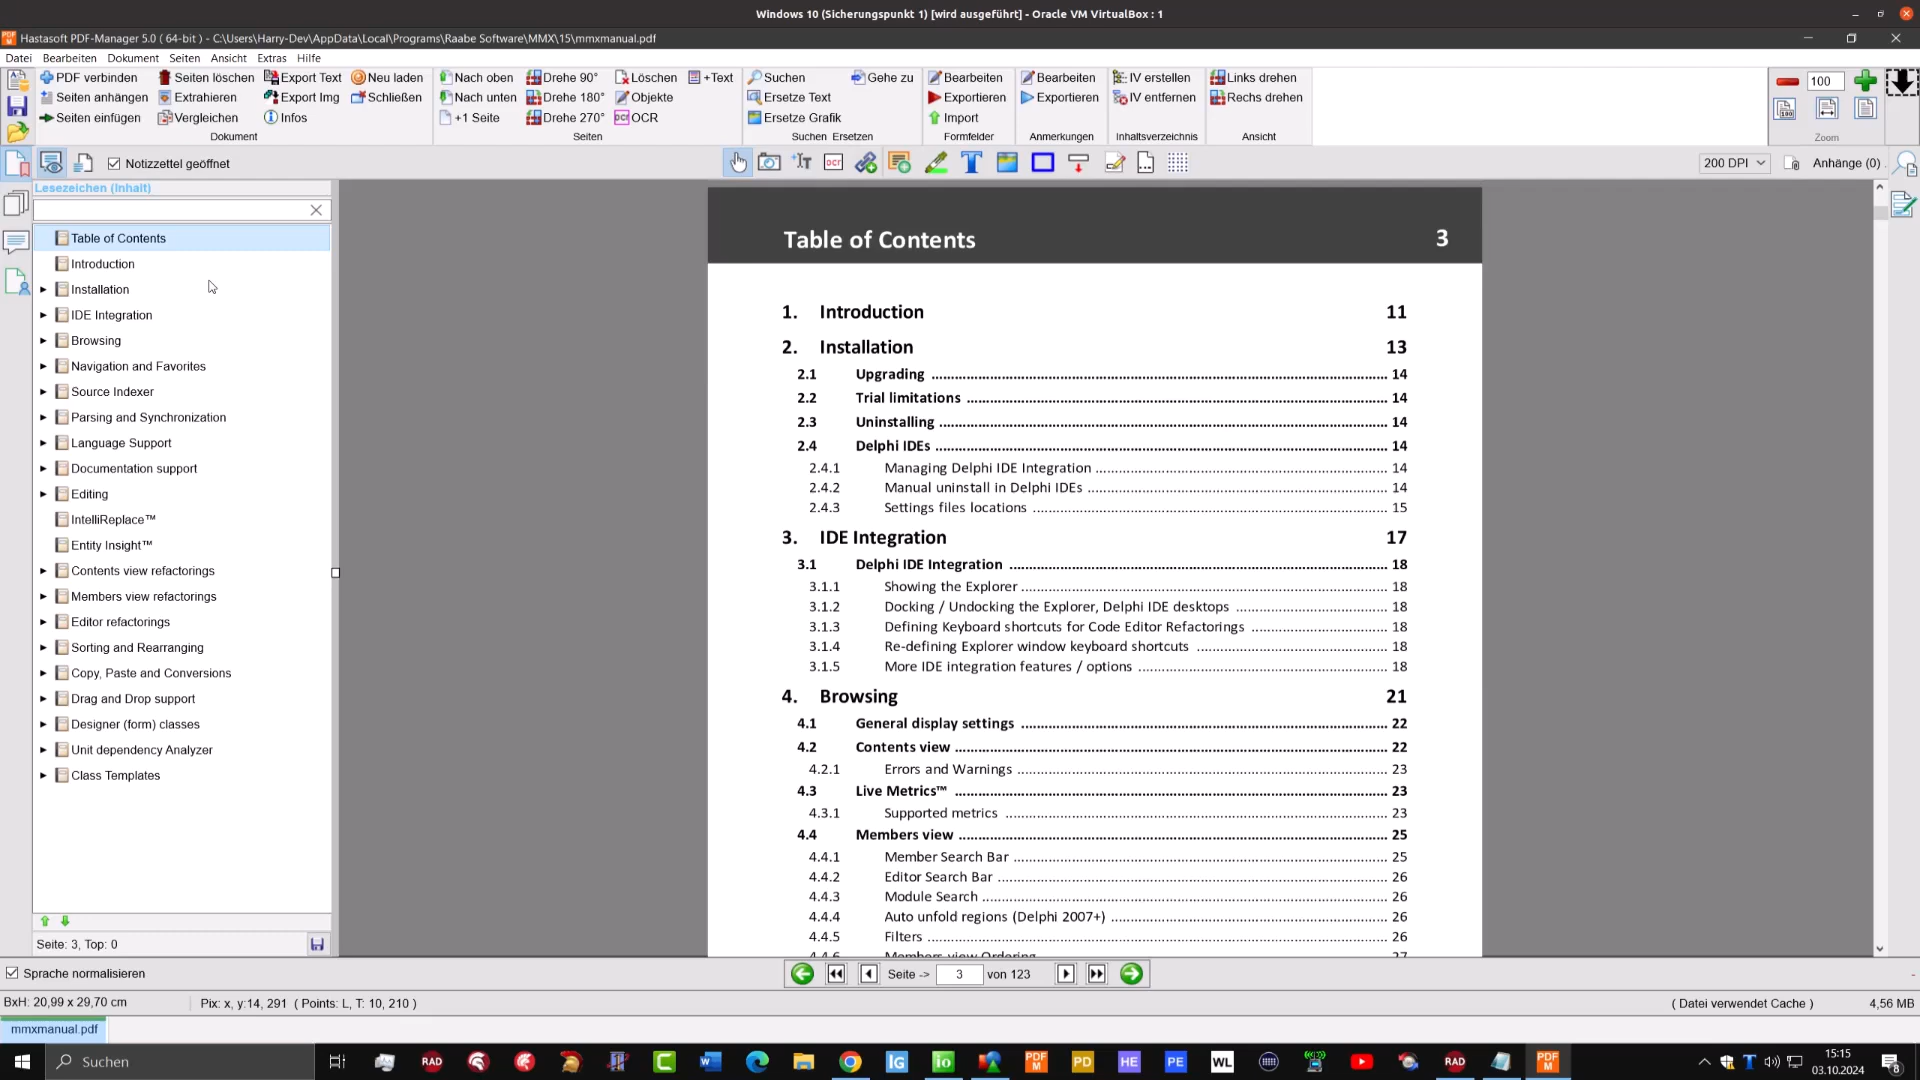 Windows 10 (Sicherungspunkt 1) [wird ausgeführt] - Oracle VM VirtualBox : 1
Hastasoft PDF-Manager 5.0 ( 64-bit ) - C:\Users\Harry-Dev\AppData\Local\Programs\Raabe Software\MMX\15\mmxmanual.pdf
Datei Bearbeiten Dokument Seiten Ansicht Extras Hilfe
PDF verbinden Seiten löschen Export Text Neu laden Nach oben Drehe 90° Löschen +Text Suchen Gehe zu Bearbeiten Bearbeiten IV erstellen Links drehen 100
Seiten anhängen Extrahieren Export Img Schließen Nach unten Drehe 180° Objekte Ersetze Text Exportieren Exportieren IV entfernen Rechs drehen
Seiten einfügen Vergleichen Infos +1 Seite Drehe 270° OCR Ersetze Grafik Import
Dokument Seiten Suchen Ersetzen Formfelder Anmerkungen Inhaltsverzeichnis Ansicht Zoom
Notizzettel geöffnet 200 DPI Anhänge (0)
Lesezeichen (Inhalt)
Table of Contents
Introduction
Installation
IDE Integration
Browsing
Navigation and Favorites
Source Indexer
Parsing and Synchronization
Language Support
Documentation support
Editing
IntelliReplace™
Entity Insight™
Contents view refactorings
Members view refactorings
Editor refactorings
Sorting and Rearranging
Copy, Paste and Conversions
Drag and Drop support
Designer (form) classes
Unit dependency Analyzer
Class Templates
Seite: 3, Top: 0
Table of Contents 3
1. Introduction 11
2. Installation 13
2.1 Upgrading 14
2.2 Trial limitations 14
2.3 Uninstalling 14
2.4 Delphi IDEs 14
2.4.1 Managing Delphi IDE Integration 14
2.4.2 Manual uninstall in Delphi IDEs 14
2.4.3 Settings files locations 15
3. IDE Integration 17
3.1 Delphi IDE Integration 18
3.1.1 Showing the Explorer 18
3.1.2 Docking / Undocking the Explorer, Delphi IDE desktops 18
3.1.3 Defining Keyboard shortcuts for Code Editor Refactorings 18
3.1.4 Re-defining Explorer window keyboard shortcuts 18
3.1.5 More IDE integration features / options 18
4. Browsing 21
4.1 General display settings 22
4.2 Contents view 22
4.2.1 Errors and Warnings 23
4.3 Live Metrics™ 23
4.3.1 Supported metrics 23
4.4 Members view 25
4.4.1 Member Search Bar 25
4.4.2 Editor Search Bar 26
4.4.3 Module Search 26
4.4.4 Auto unfold regions (Delphi 2007+) 26
4.4.5 Filters 26
4.4.6 Members view Ordering 27
Sprache normalisieren Seite -> 3 von 123
BxH: 20,99 x 29,70 cm Pix: x, y:14, 291 ( Points: L, T: 10, 210 ) ( Datei verwendet Cache ) 4,56 MB
mmxmanual.pdf
Suchen 15:15
03.10.2024